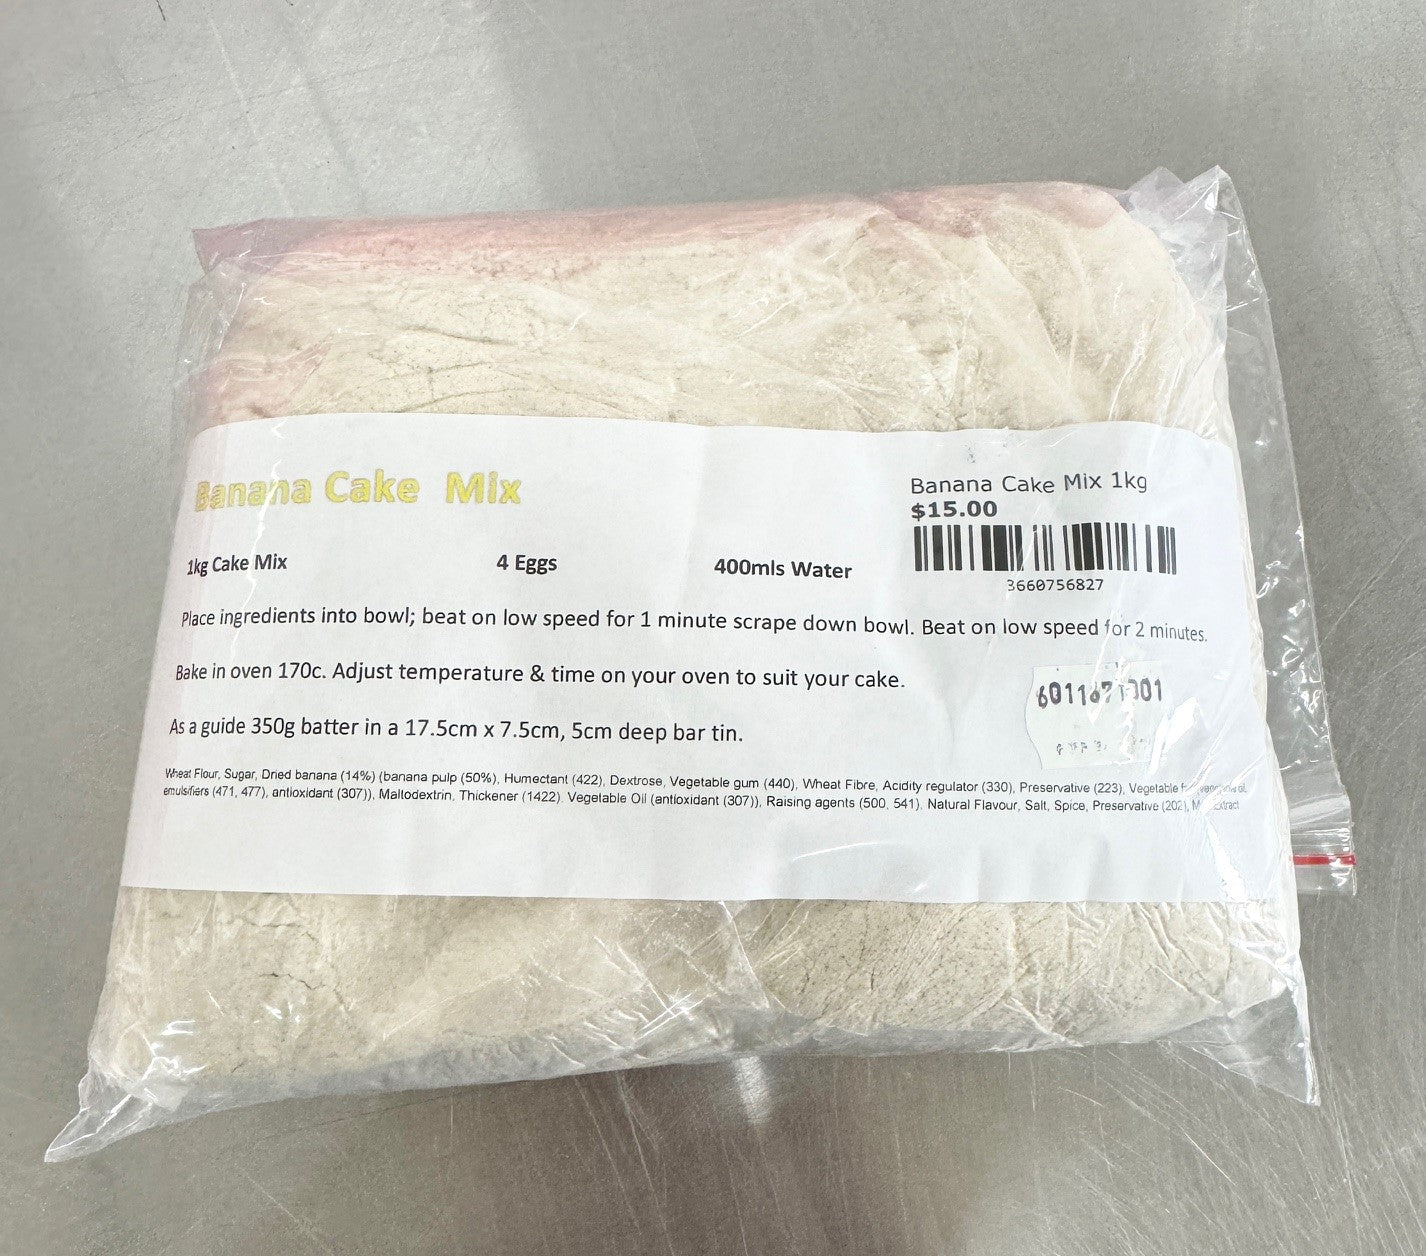 Banana Cake Mix
Banana Cake Mix 1kg
$15.00
3660756827
1kg Cake Mix 4 Eggs 400mls Water
Place ingredients into bowl; beat on low speed for 1 minute scrape down bowl. Beat on low speed for 2 minutes.
Bake in oven 170c. Adjust temperature & time on your oven to suit your cake.
As a guide 350g batter in a 17.5cm x 7.5cm, 5cm deep bar tin.
Wheat Flour, Sugar, Dried banana (14%) (banana pulp (50%), Humectant (422), Dextrose, Vegetable gum (440), Wheat Fibre, Acidity regulator (330), Preservative (223), Vegetable
emulsifiers (471, 477), antioxidant (307)), Maltodextrin, Thickener (1422), Vegetable Oil (antioxidant (307)), Raising agents (500, 541), Natural Flavour, Salt, Spice, Preservative (202), Extract